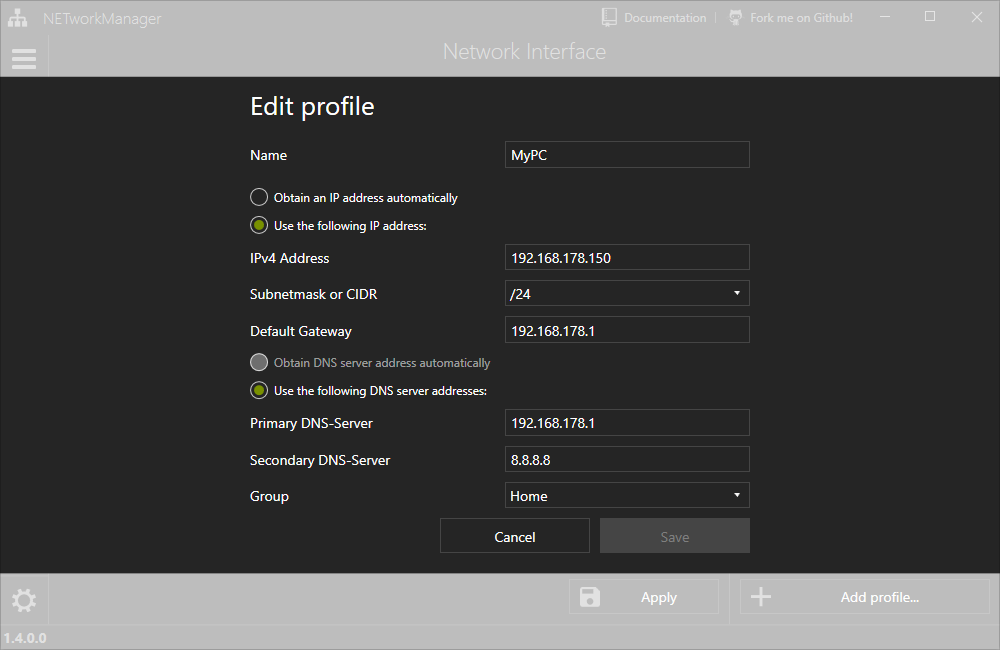 NETworkManager
Documentation
Fork me on Github!
Network Interface
Edit profile
Name
MyPC
Obtain an IP address automatically
Use the following IP address:
IPv4 Address
192.168.178.150
Subnetmask or CIDR
/24
Default Gateway
192.168.178.1
Obtain DNS server address automatically
Use the following DNS server addresses:
Primary DNS-Server
192.168.178.1
Secondary DNS-Server
8.8.8.8
Group
Home
Cancel
Save
Apply
Add profile...
1.4.0.0